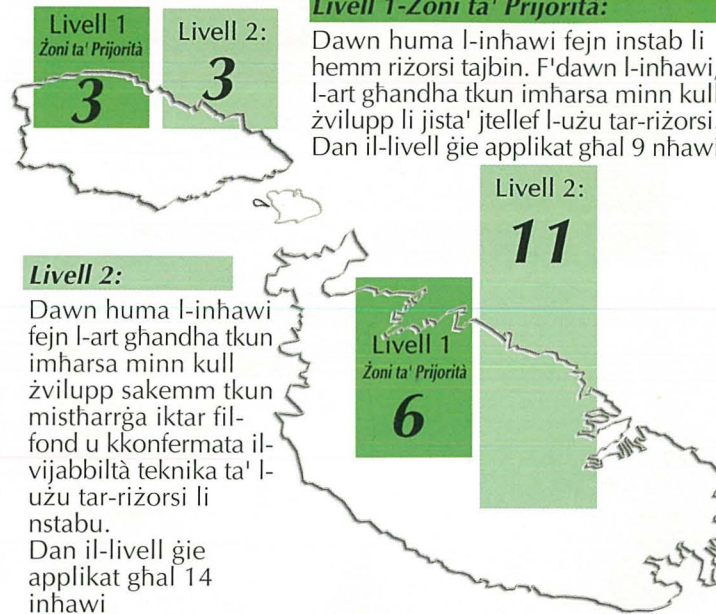 Livell 1-Żoni ta' Prijorità:
Dawn huma l-inħawi fejn instab li
hemm riżorsi tajbin. F'dawn l-inħawi,
l-art għandha tkun imħarsa minn kull
żvilupp li jista' jtellef l-użu tar-riżorsi.
Dan il-livell ġie applikat għal 9 nħawi
Livell 1
Żoni ta' Prijorità
3
Livell 2:
3
Livell 2:
11
Livell 1
Żoni ta' Prijorità
6
Livell 2:
Dawn huma l-inħawi
fejn l-art għandha tkun
imħarsa minn kull
żvilupp sakemm tkun
mistħarrġa iktar fil-
fond u kkonfermata il-
vijabbiltà teknika ta' l-
użu tar-riżorsi li
nstabu.
Dan il-livell ġie
applikat għal 14
inħawi